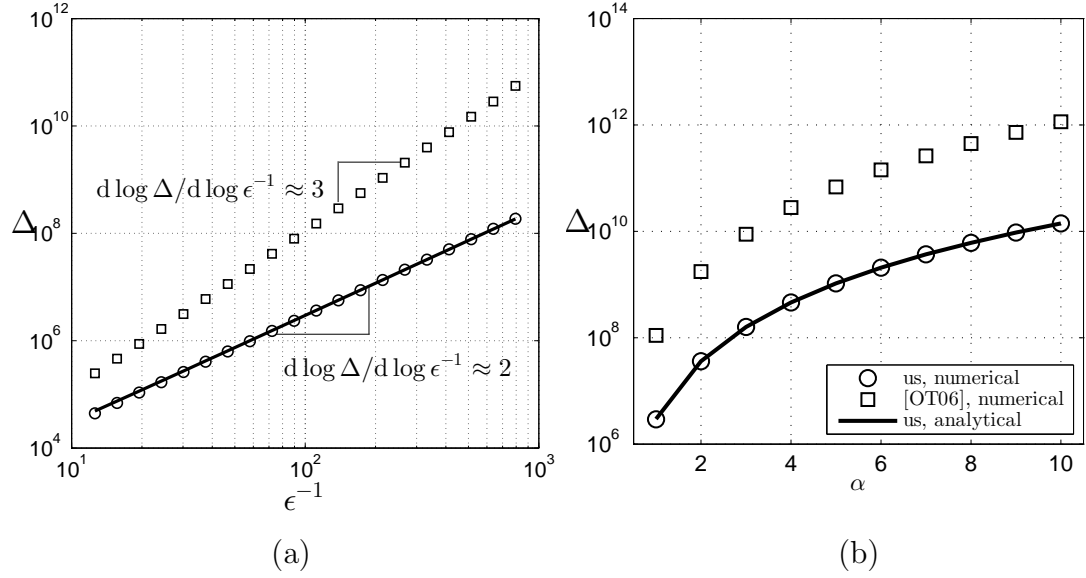 10^12
10^10
10^8
10^6
10^4
Δ
d log Δ/d log ϵ^−1 ≈ 3
d log Δ/d log ϵ^−1 ≈ 2
10^1 10^2 10^3
ϵ^−1
(a)
10^14
10^12
10^10
10^8
10^6
Δ
us, numerical
[OT06], numerical
us, analytical
2 4 6 8 10
α
(b)